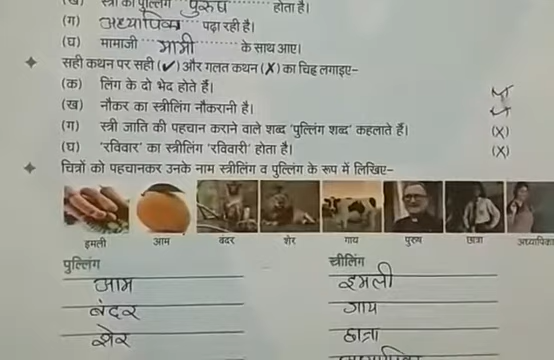 (ख) स्त्री का पुल्लिंग पुरुष होता है।
(ग) अध्यापिका पढ़ा रही है।
(घ) मामाजी मामी के साथ आए।
✦ सही कथन पर सही (✓) और गलत कथन (✗) का चिह्न लगाइए–
(क) लिंग के दो भेद होते हैं।
(ख) नौकर का स्त्रीलिंग नौकरानी है।
(ग) स्त्री जाति की पहचान कराने वाले शब्द 'पुल्लिंग शब्द' कहलाते हैं। (X)
(घ) 'रविवार' का स्त्रीलिंग 'रविवारी' होता है। (X)
✦ चित्रों को पहचानकर उनके नाम स्त्रीलिंग व पुल्लिंग के रूप में लिखिए–
इमली आम बंदर शेर गाय पुरुष छात्रा अध्यापिका
पुल्लिंग स्त्रीलिंग
आम इमली
बंदर गाय
शेर छात्रा